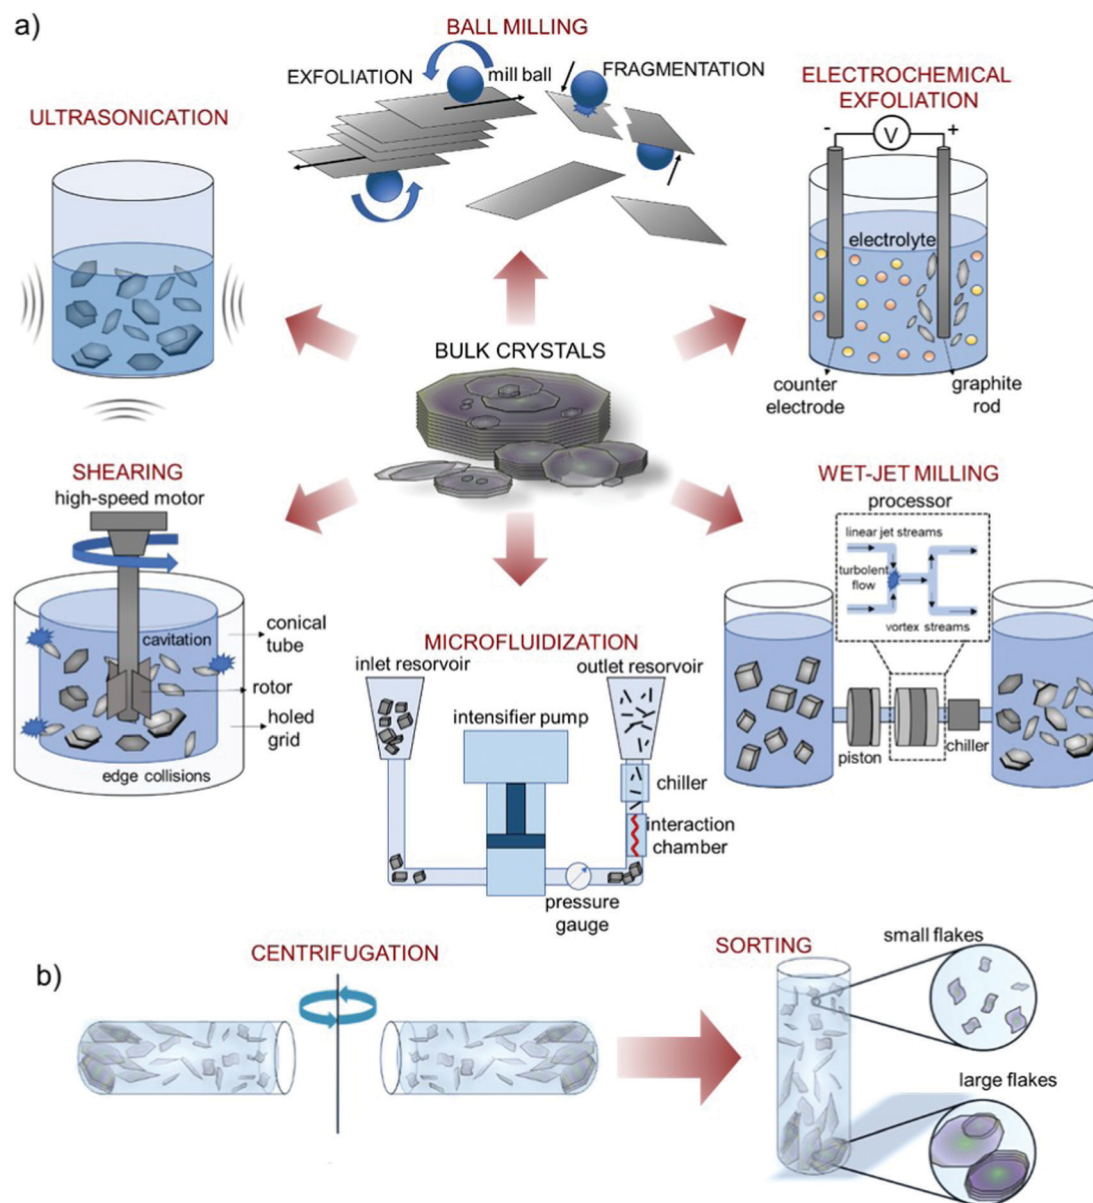 a)
BALL MILLING
EXFOLIATION
mill ball
FRAGMENTATION
ULTRASONICATION
ELECTROCHEMICAL
EXFOLIATION
-
V
+
electrolyte
counter
electrode
graphite
rod
BULK CRYSTALS
SHEARING
high-speed motor
cavitation
conical
tube
rotor
holed
grid
edge collisions
MICROFLUIDIZATION
inlet reservoir
outlet reservoir
intensifier pump
chiller
interaction
chamber
pressure
gauge
WET-JET MILLING
processor
linear jet streams
turbolent
flow
vortex streams
piston
chiller
b)
CENTRIFUGATION
SORTING
small flakes
large flakes